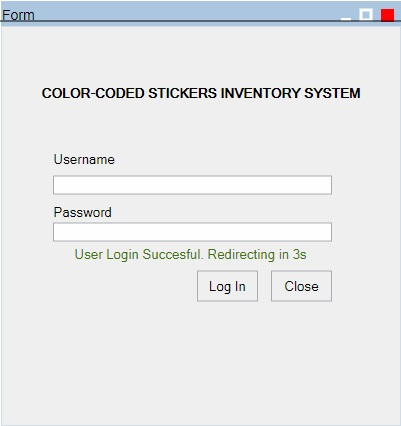 Form
COLOR-CODED STICKERS INVENTORY SYSTEM
Username
Password
User Login Succesful. Redirecting in 3s
Log In Close